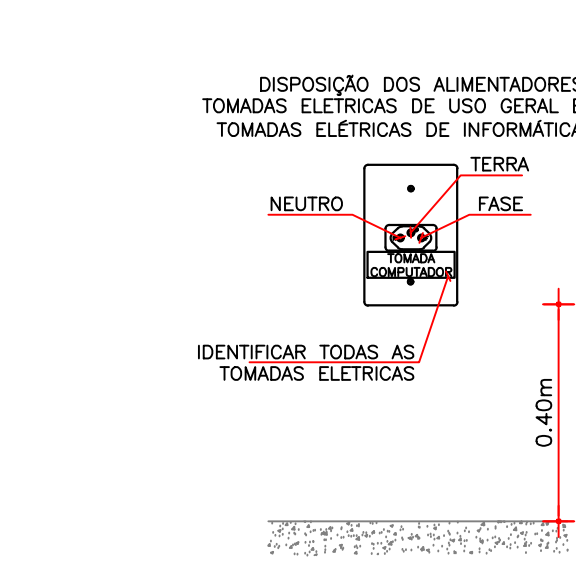 DISPOSIÇÃO DOS ALIMENTADORES
TOMADAS ELETRICAS DE USO GERAL E
TOMADAS ELÉTRICAS DE INFORMÁTICA
TERRA
NEUTRO
FASE
TOMADA
COMPUTADOR
IDENTIFICAR TODAS AS
TOMADAS ELETRICAS
0.40m